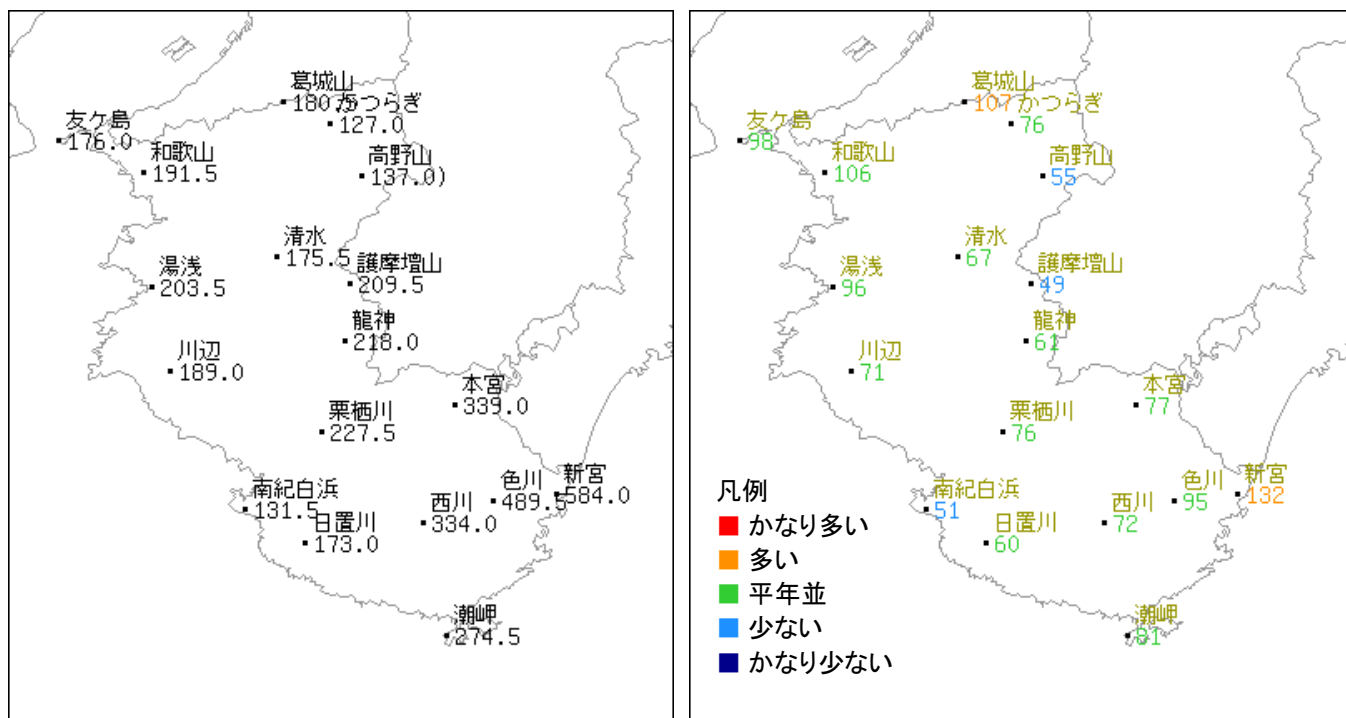 葛城山
180.5
かつらぎ
127.0
友ケ島
176.0
和歌山
191.5
高野山
137.0)
清水
175.5
湯浅
203.5
護摩壇山
209.5
龍神
218.0
川辺
189.0
本宮
339.0
栗栖川
227.5
南紀白浜
131.5
日置川
173.0
西川
334.0
色川
489.5
新宮
584.0
潮岬
274.5
葛城山
107
かつらぎ
76
友ケ島
98
和歌山
106
高野山
55
清水
67
湯浅
96
護摩壇山
49
龍神
61
川辺
71
本宮
77
栗栖川
76
南紀白浜
51
日置川
60
西川
72
色川
95
新宮
132
潮岬
81
凡例
かなり多い
多い
平年並
少ない
かなり少ない